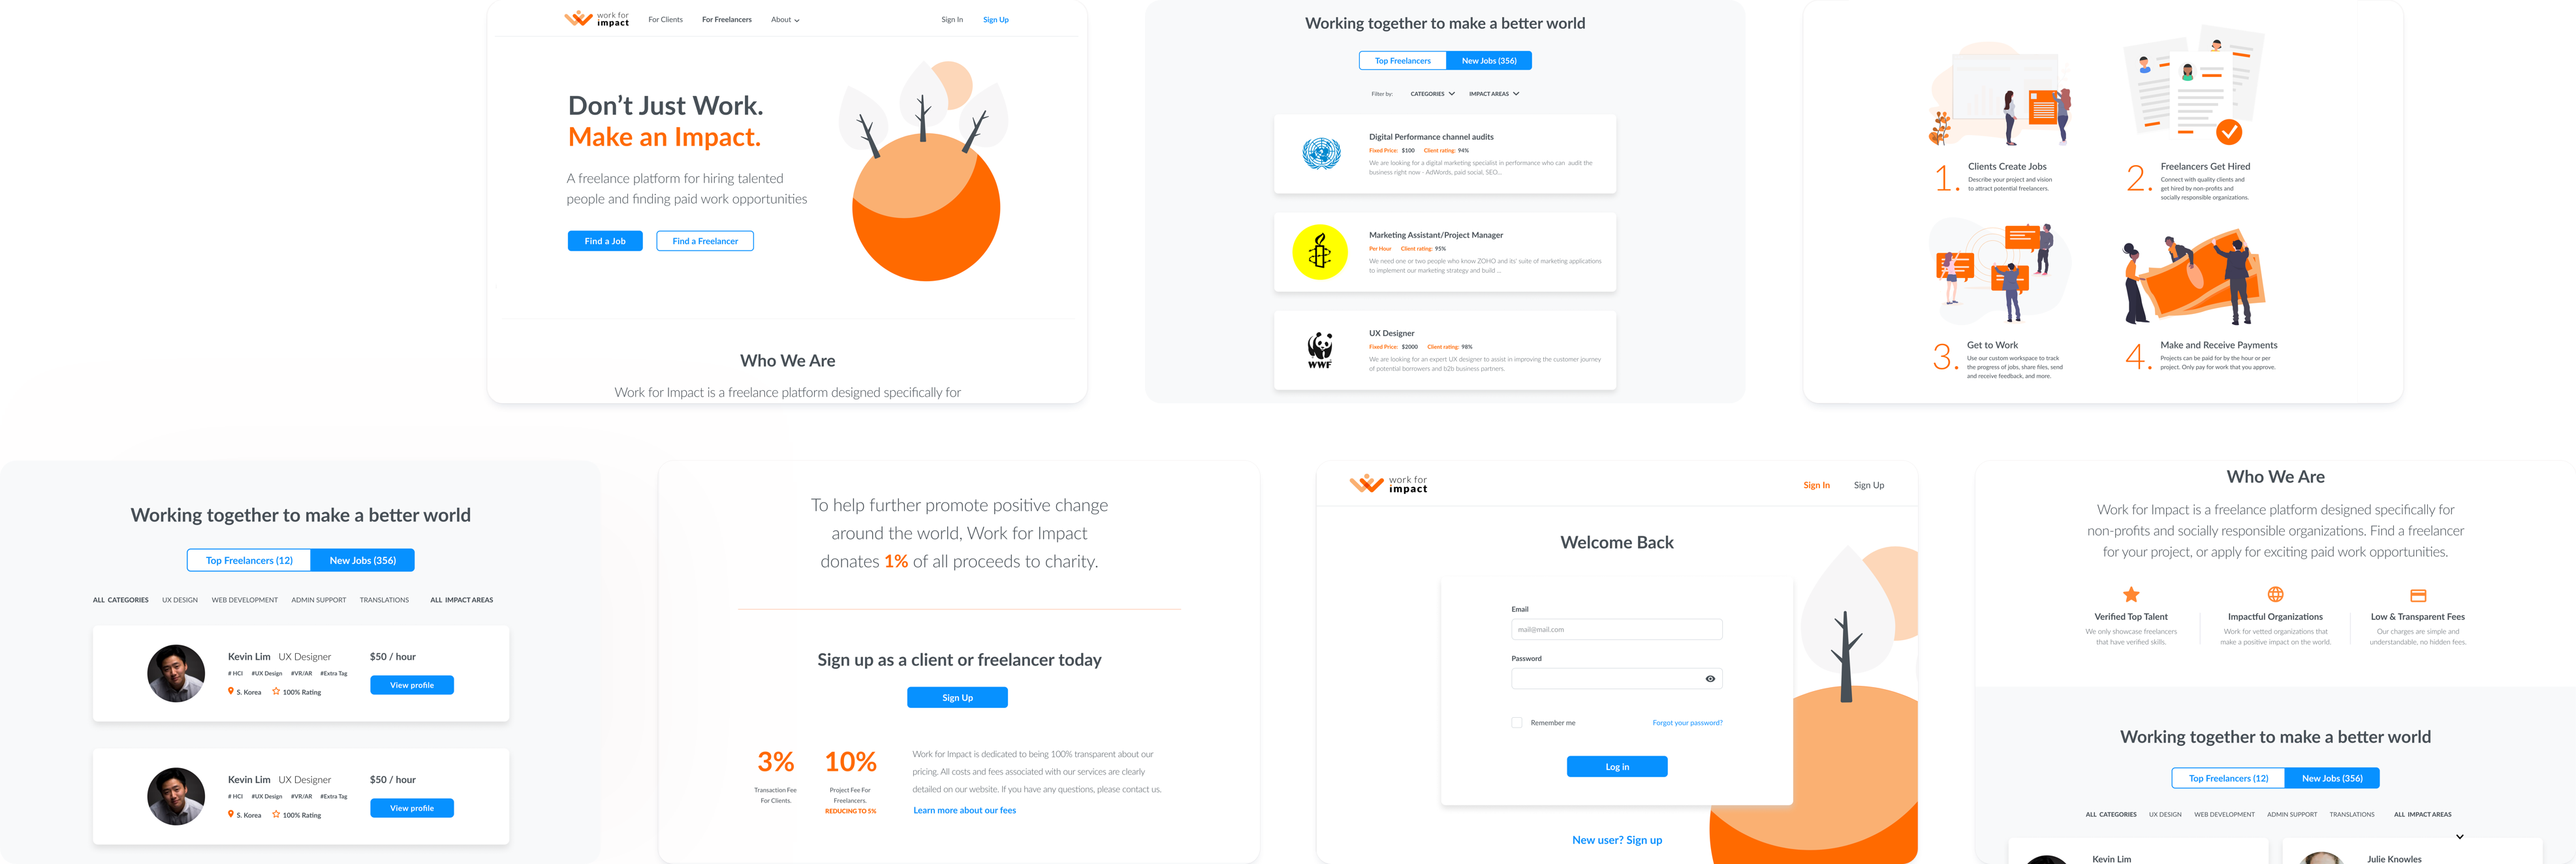 work for
impact
For Clients
For Freelancers
About
Sign In
Sign Up
Don’t Just Work.
Make an Impact.
A freelance platform for hiring talented
people and finding paid work opportunities
Find a Job
Find a Freelancer
Who We Are
Work for Impact is a freelance platform designed specifically for
Working together to make a better world
Top Freelancers
New Jobs (356)
Filter by:
CATEGORIES
IMPACT AREAS
Digital Performance channel audits
Fixed Price: $100 Client rating: 94%
We are looking for a digital marketing specialist in performance who can audit the
business right now - AdWords, paid social, SEO...
Marketing Assistant/Project Manager
Per Hour Client rating: 95%
We need one or two people who know ZOHO and its' suite of marketing applications
to implement our marketing strategy and build ...
WWF
UX Designer
Fixed Price: $2000 Client rating: 98%
We are looking for an expert UX designer to assist in improving the customer journey
of potential borrowers and b2b business partners.
1.
Clients Create Jobs
Describe your project and vision
to attract potential freelancers.
2.
Freelancers Get Hired
Connect with quality clients and
get hired by non-profits and
socially responsible organizations.
3.
Get to Work
Use our custom workspace to track
the progress of jobs, share files, send
and receive feedback, and more.
4.
Make and Receive Payments
Projects can be paid for by the hour or per
project. Only pay for work that you approve.
Working together to make a better world
Top Freelancers (12)
New Jobs (356)
ALL CATEGORIES
UX DESIGN
WEB DEVELOPMENT
ADMIN SUPPORT
TRANSLATIONS
ALL IMPACT AREAS
Kevin Lim UX Designer
# HCI #UX Design #VR/AR #Extra Tag
S. Korea 100% Rating
$50 / hour
View profile
Kevin Lim UX Designer
# HCI #UX Design #VR/AR #Extra Tag
S. Korea 100% Rating
$50 / hour
View profile
To help further promote positive change
around the world, Work for Impact
donates 1% of all proceeds to charity.
Sign up as a client or freelancer today
Sign Up
3%
Transaction Fee
For Clients.
10%
Project Fee For
Freelancers.
REDUCING TO 5%
Work for Impact is dedicated to being 100% transparent about our
pricing. All costs and fees associated with our services are clearly
detailed on our website. If you have any questions, please contact us.
Learn more about our fees
work for
impact
Sign In
Sign Up
Welcome Back
Email
mail@mail.com
Password
Remember me
Forgot your password?
Log in
New user? Sign up
Who We Are
Work for Impact is a freelance platform designed specifically for
non-profits and socially responsible organizations. Find a freelancer
for your project, or apply for exciting paid work opportunities.
Verified Top Talent
We only showcase freelancers
that have verified skills.
Impactful Organizations
Work for vetted organizations that
make a positive impact on the world.
Low & Transparent Fees
Our charges are simple and
understandable, no hidden fees.
Working together to make a better world
Top Freelancers (12)
New Jobs (356)
ALL CATEGORIES
UX DESIGN
WEB DEVELOPMENT
ADMIN SUPPORT
TRANSLATIONS
ALL IMPACT AREAS
Kevin Lim
Julie Knowles